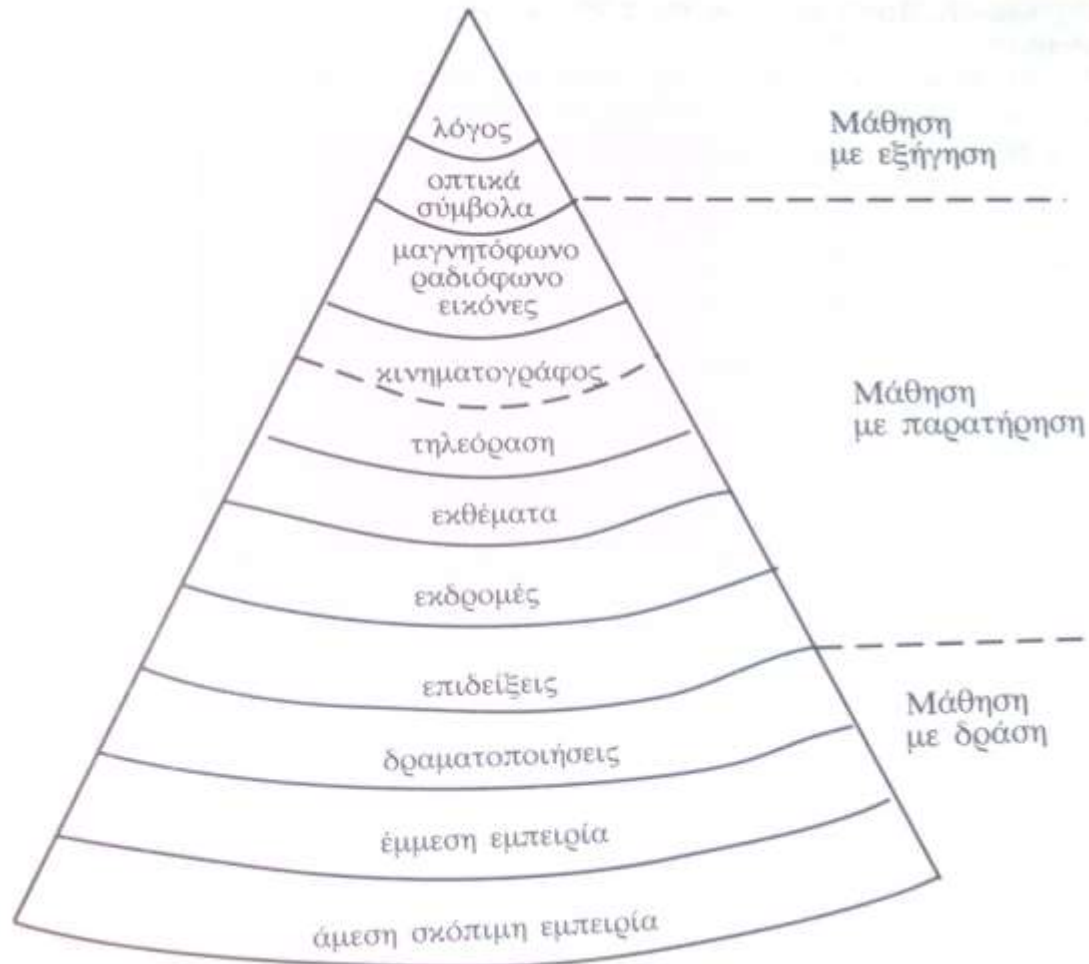 λόγος
οπτικά
σύμβολα
μαγνητόφωνο
ραδιόφωνο
εικόνες
κινηματογράφος
τηλεόραση
εκθέματα
εκδρομές
επιδείξεις
δραματοποιήσεις
έμμεση εμπειρία
άμεση σκόπιμη εμπειρία
Μάθηση
με εξήγηση
Μάθηση
με παρατήρηση
Μάθηση
με δράση